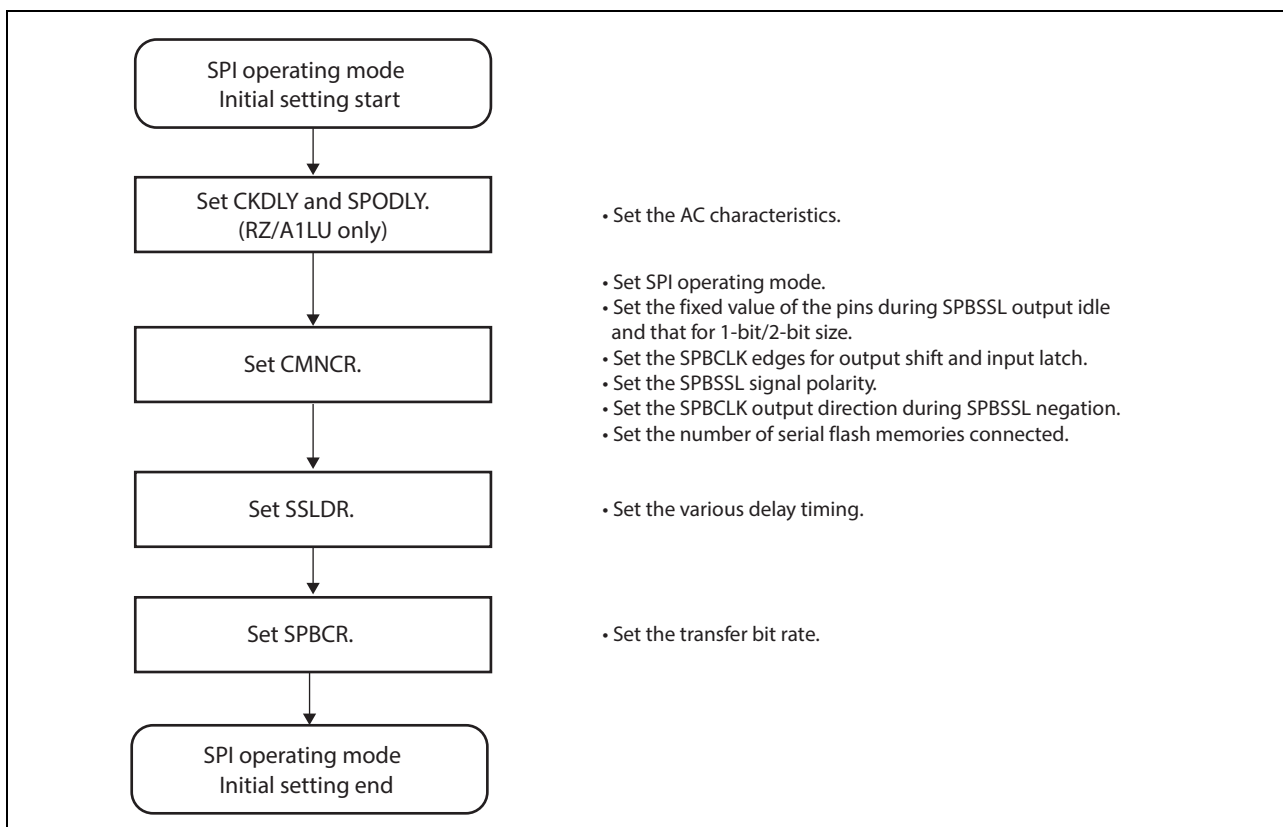 SPI operating mode
Initial setting start
Set CKDLY and SPODLY.
(RZ/A1LU only)
• Set the AC characteristics.
Set CMNCR.
• Set SPI operating mode.
• Set the fixed value of the pins during SPBSSL output idle
and that for 1-bit/2-bit size.
• Set the SPBCLK edges for output shift and input latch.
• Set the SPBSSL signal polarity.
• Set the SPBCLK output direction during SPBSSL negation.
• Set the number of serial flash memories connected.
Set SSLDR.
• Set the various delay timing.
Set SPBCR.
• Set the transfer bit rate.
SPI operating mode
Initial setting end